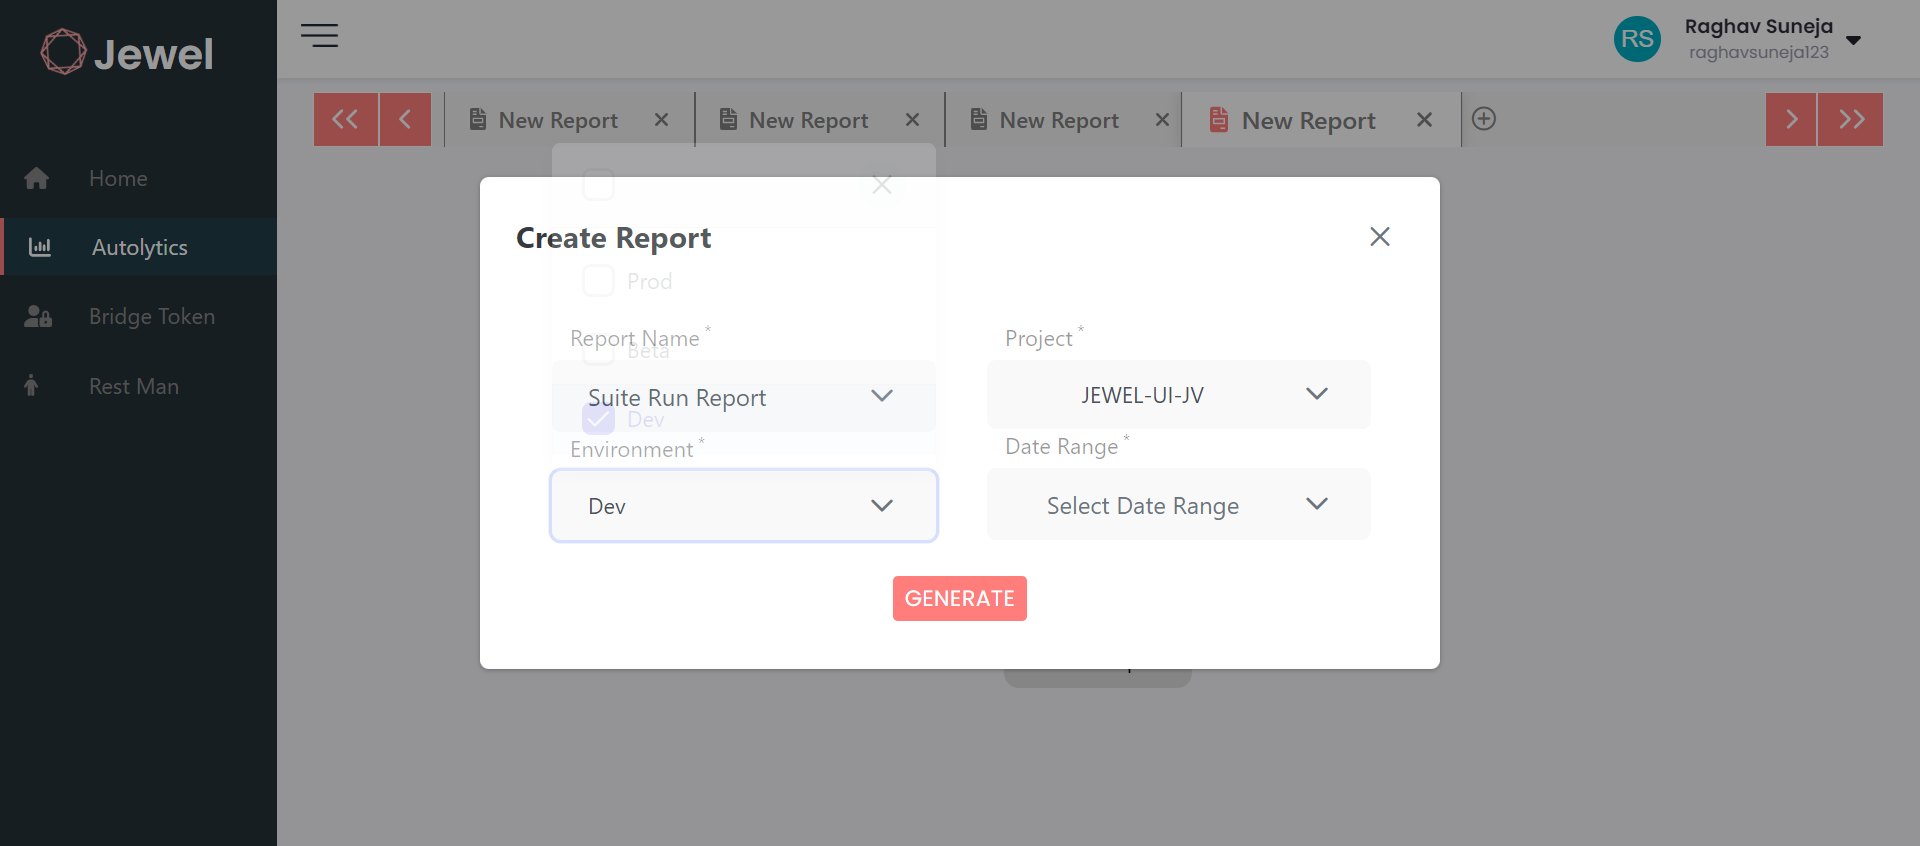 Jewel
Raghav Suneja
RS
raghavsuneja123
New Report
New Report
New Report
New Report
Home
Autolytics
Bridge Token
Rest Man
Create Report
Prod
Report Name *
Project *
Beta
Suite Run Report
JEWEL-UI-JV
Dev
Environment *
Date Range *
Dev
Select Date Range
GENERATE